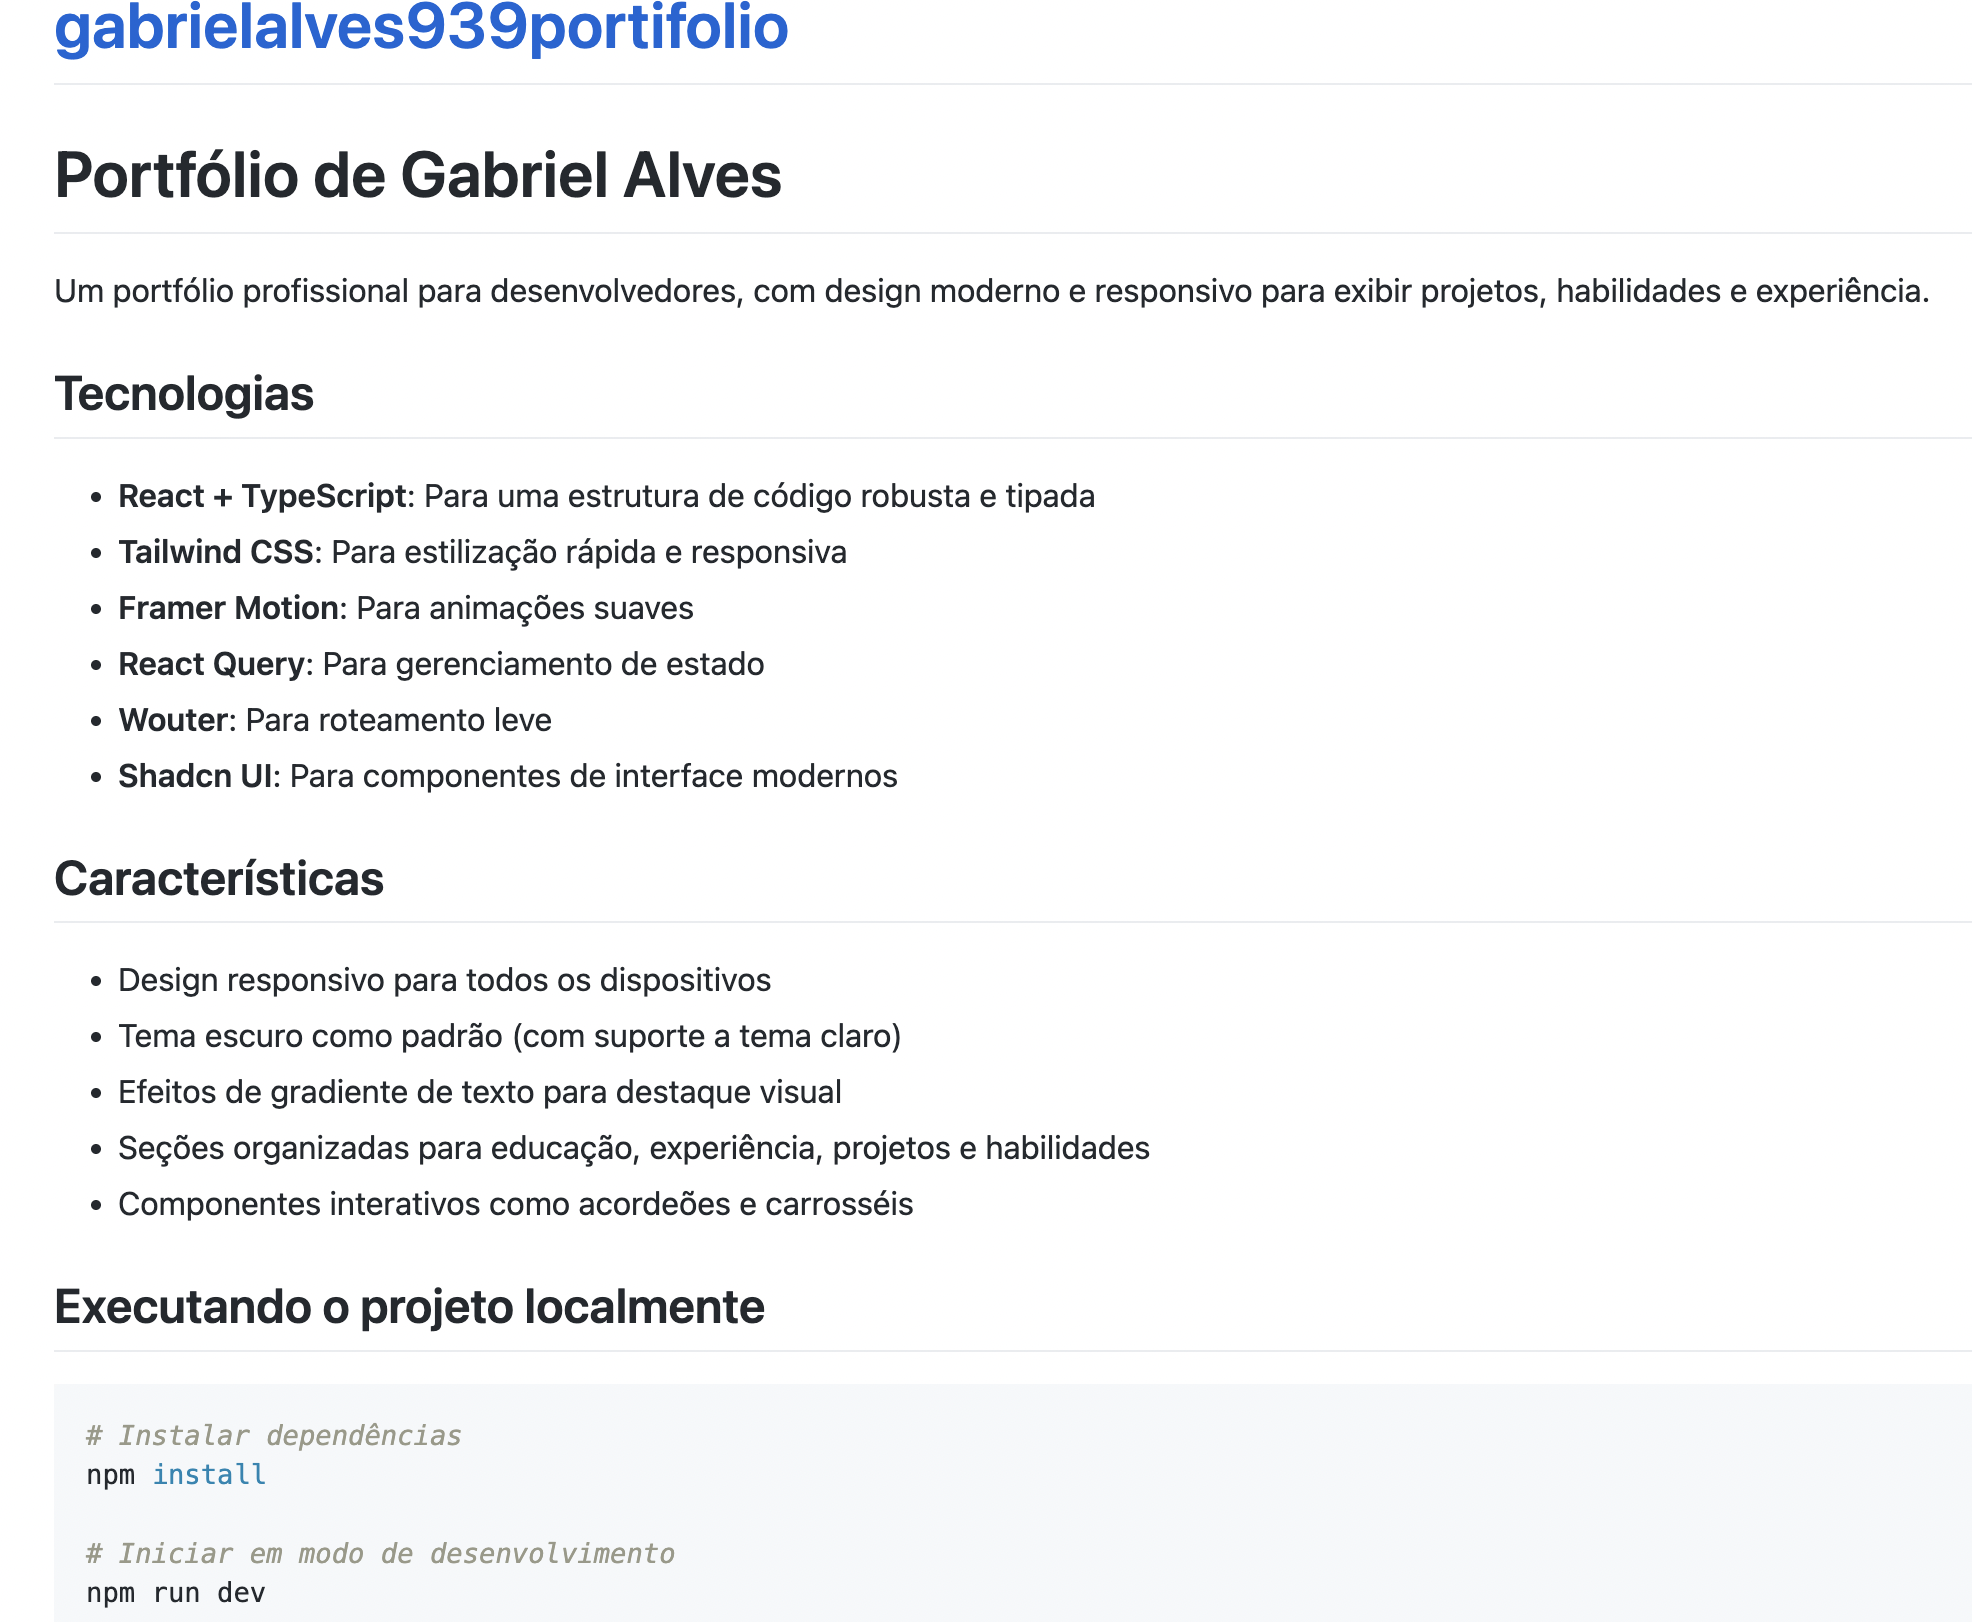 gabrielalves939portifolio
Portfólio de Gabriel Alves
Um portfólio profissional para desenvolvedores, com design moderno e responsivo para exibir projetos, habilidades e experiência.
Tecnologias
• React + TypeScript: Para uma estrutura de código robusta e tipada
• Tailwind CSS: Para estilização rápida e responsiva
• Framer Motion: Para animações suaves
• React Query: Para gerenciamento de estado
• Wouter: Para roteamento leve
• Shadcn UI: Para componentes de interface modernos
Características
• Design responsivo para todos os dispositivos
• Tema escuro como padrão (com suporte a tema claro)
• Efeitos de gradiente de texto para destaque visual
• Seções organizadas para educação, experiência, projetos e habilidades
• Componentes interativos como acordeões e carrosséis
Executando o projeto localmente
# Instalar dependências
npm install
# Iniciar em modo de desenvolvimento
npm run dev